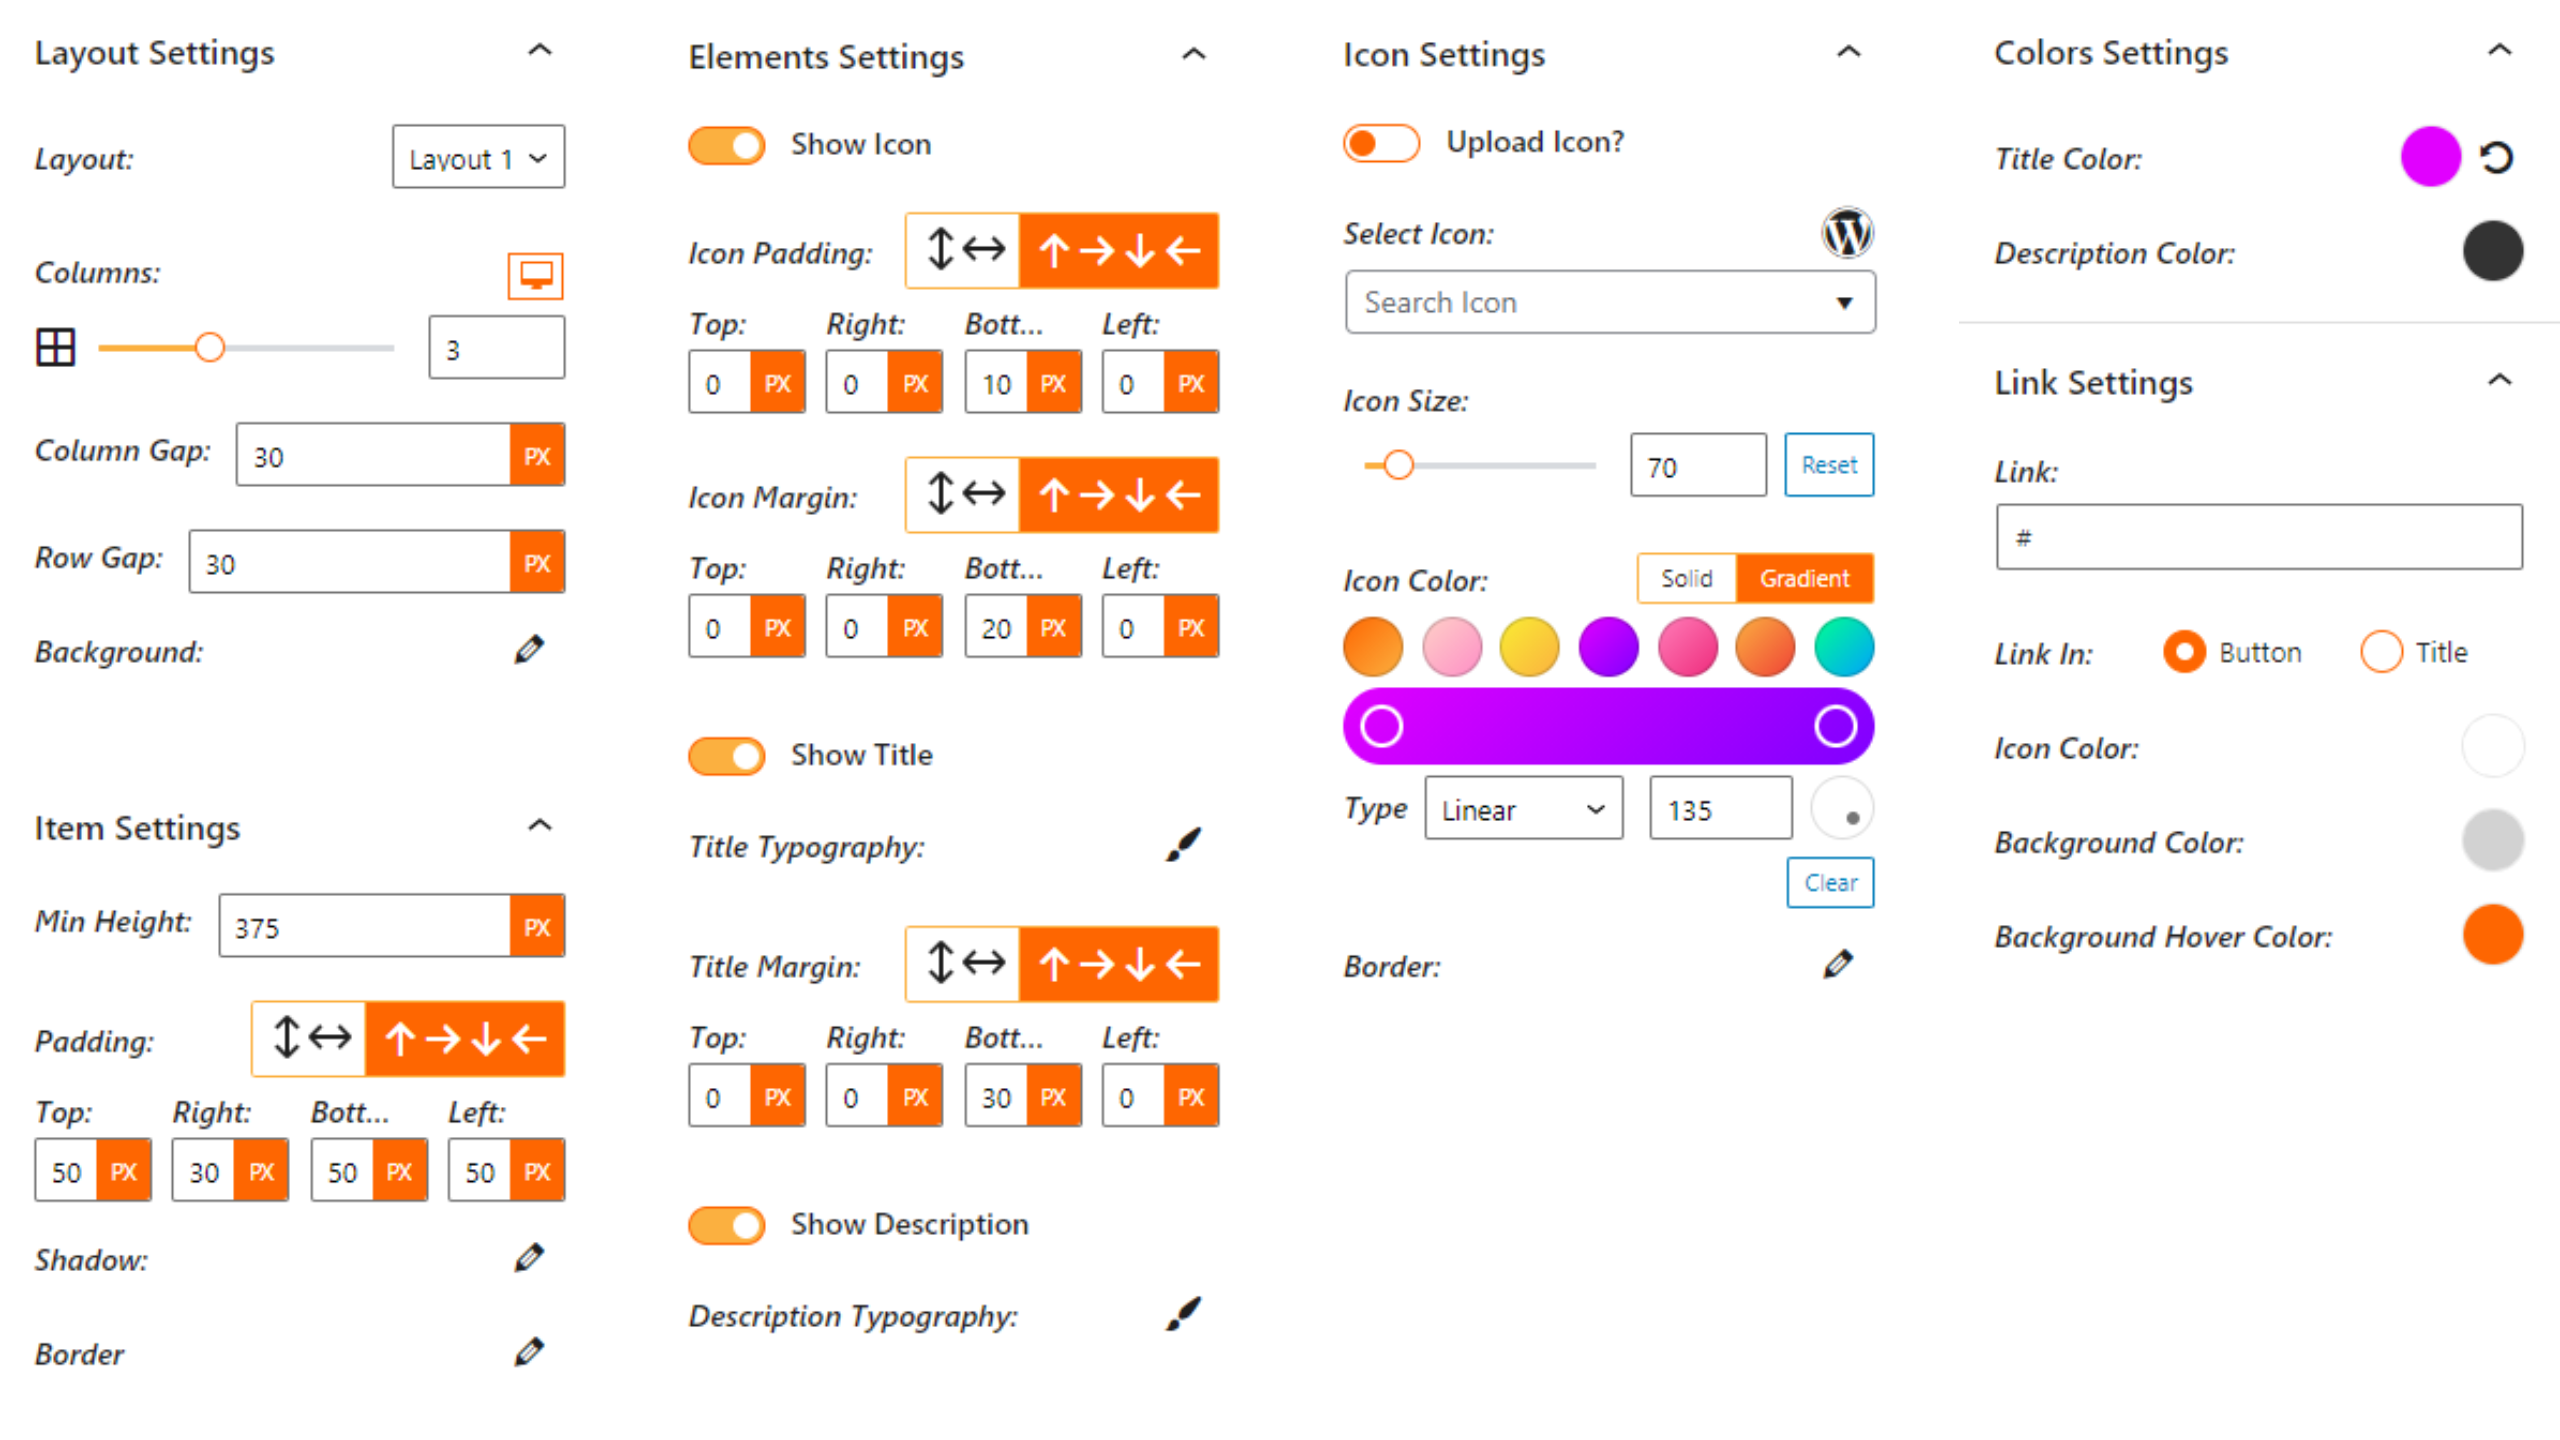 Layout Settings
Layout:
Layout 1
Columns:
3
Column Gap:
30
PX
Row Gap:
30
PX
Background:
Item Settings
Min Height:
375
PX
Padding:
Top: Right: Bott... Left:
50 PX 30 PX 50 PX 50 PX
Shadow:
Border
Elements Settings
Show Icon
Icon Padding:
Top: Right: Bott... Left:
0 PX 0 PX 10 PX 0 PX
Icon Margin:
Top: Right: Bott... Left:
0 PX 0 PX 20 PX 0 PX
Show Title
Title Typography:
Title Margin:
Top: Right: Bott... Left:
0 PX 0 PX 30 PX 0 PX
Show Description
Description Typography:
Icon Settings
Upload Icon?
Select Icon:
Search Icon
Icon Size:
70
Reset
Icon Color:
Solid Gradient
Type Linear 135
Clear
Border:
Colors Settings
Title Color:
Description Color:
Link Settings
Link:
#
Link In: Button Title
Icon Color:
Background Color:
Background Hover Color: